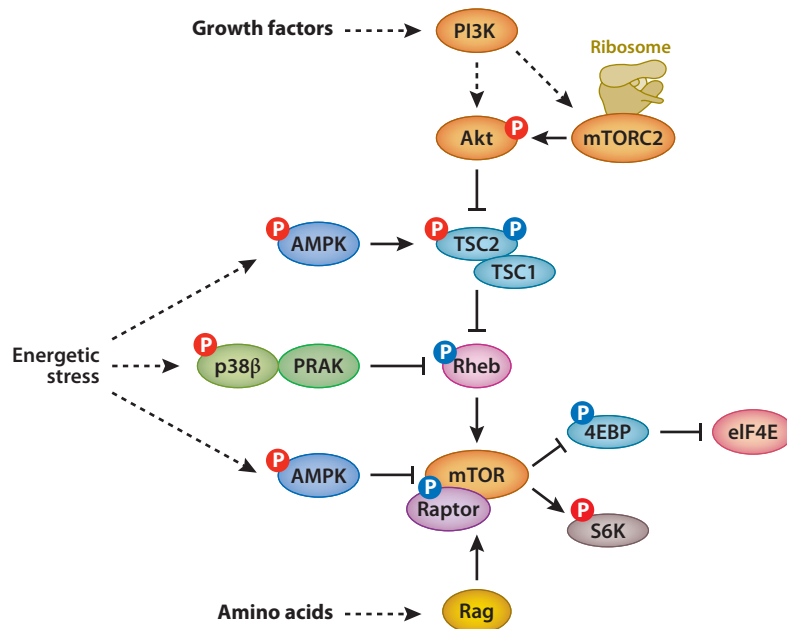 Growth factors
PI3K
Ribosome
Akt
P
mTORC2
P
AMPK
P
TSC2
P
TSC1
Energetic
stress
P
p38β
PRAK
P
Rheb
P
4EBP
eIF4E
P
AMPK
mTOR
P
Raptor
P
S6K
Amino acids
Rag